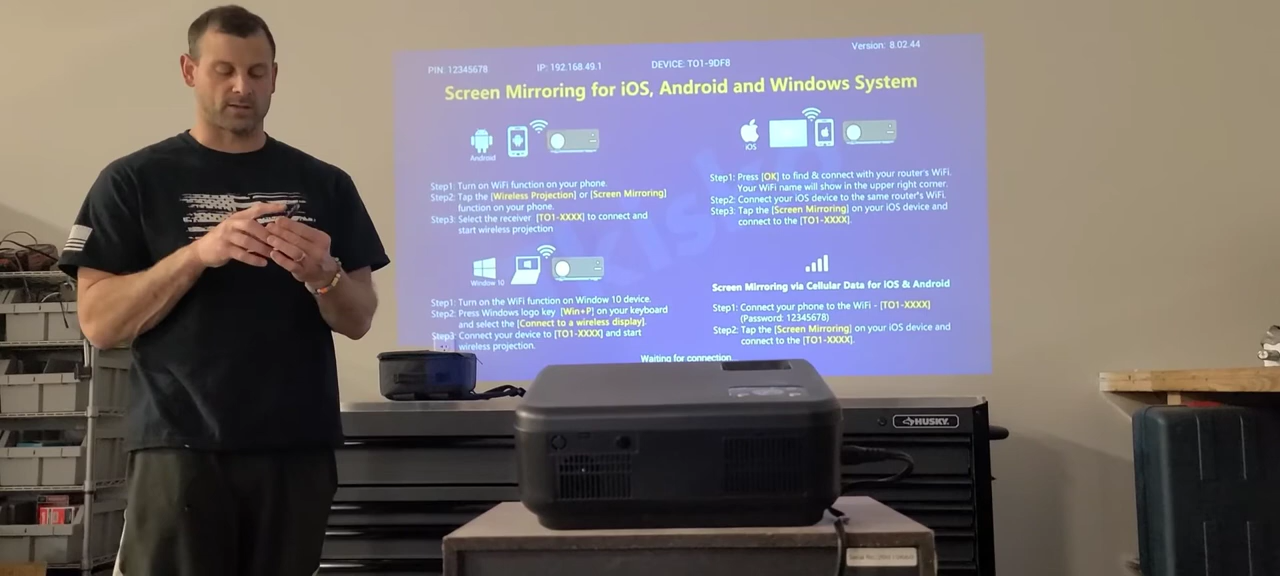 Version: 8.02.44
PIN: 12345678
IP: 192.168.49.1
DEVICE: TO1-9DF8
Screen Mirroring for iOS, Android and Windows System
Android
Step1: Turn on WiFi function on your phone.
Step2: Tap the [Wireless Projection] or [Screen Mirroring]
function on your phone.
Step3: Select the receiver [TO1-XXXX] to connect and
start wireless projection
iOS
Step1: Press [OK] to find & connect with your router's WiFi.
Your WiFi name will show in the upper right corner.
Step2: Connect your iOS device to the same router's WiFi.
Step3: Tap the [Screen Mirroring] on your iOS device and
connect to the [TO1-XXXX].
Window 10
Step1: Turn on the WiFi function on Window 10 device.
Step2: Press Windows logo key [Win+P] on your keyboard
and select the [Connect to a wireless display].
Step3: Connect your device to [TO1-XXXX] and start
wireless projection.
Screen Mirroring via Cellular Data for iOS & Android
Step1: Connect your phone to the WiFi - [TO1-XXXX]
(Password: 12345678)
Step2: Tap the [Screen Mirroring] on your iOS device and
connect to the [TO1-XXXX].
Waiting for connection...
HUSKY